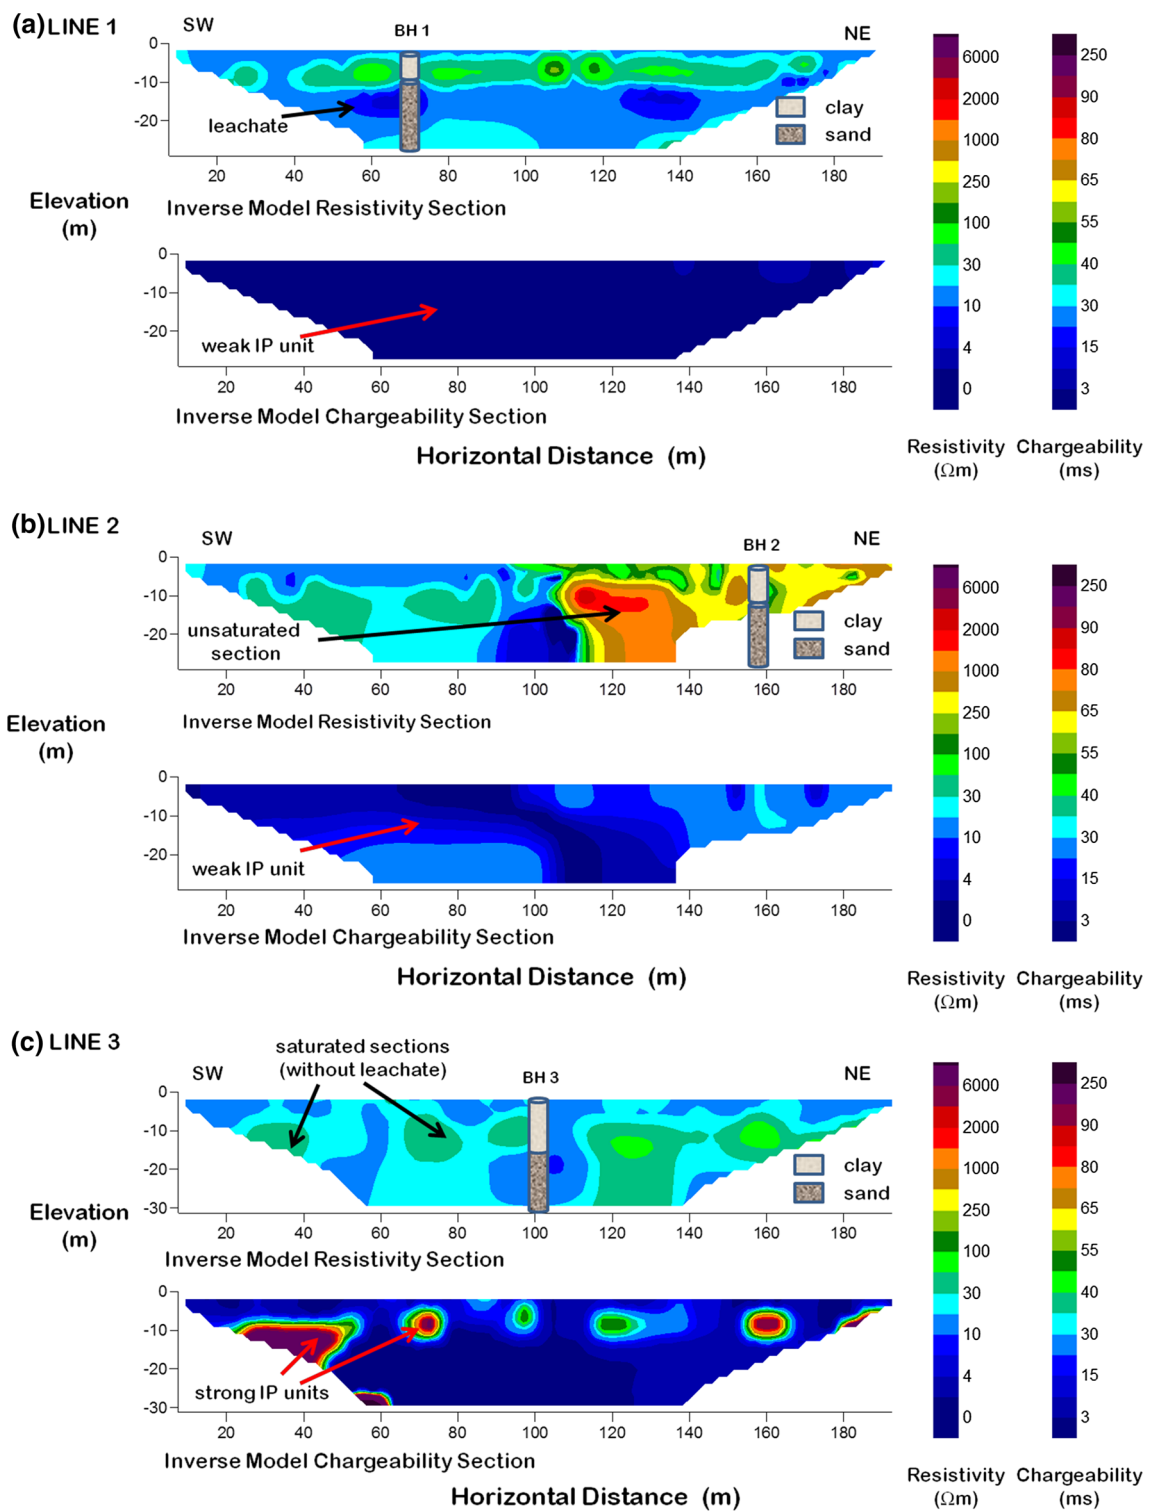 (a) LINE 1
SW
BH 1
NE
0
-10
-20
leachate
clay
sand
20 40 60 80 100 120 140 160 180
Elevation
(m)
Inverse Model Resistivity Section
0
-10
-20
weak IP unit
20 40 60 80 100 120 140 160 180
Inverse Model Chargeability Section
Horizontal Distance (m)
6000
2000
1000
250
100
30
10
4
0
Resistivity
(Ωm)
250
90
80
65
55
40
30
15
3
Chargeability
(ms)
(b) LINE 2
SW
BH 2
NE
0
-10
-20
unsaturated
section
clay
sand
20 40 60 80 100 120 140 160 180
Elevation
(m)
Inverse Model Resistivity Section
0
-10
-20
weak IP unit
20 40 60 80 100 120 140 160 180
Inverse Model Chargeability Section
Horizontal Distance (m)
6000
2000
1000
250
100
30
10
4
0
Resistivity
(Ωm)
250
90
80
65
55
40
30
15
3
Chargeability
(ms)
(c) LINE 3
saturated sections
(without leachate)
SW
BH 3
NE
0
-10
-20
-30
clay
sand
20 40 60 80 100 120 140 160 180
Elevation
(m)
Inverse Model Resistivity Section
0
-10
-20
-30
strong IP units
20 40 60 80 100 120 140 160 180
Inverse Model Chargeability Section
Horizontal Distance (m)
6000
2000
1000
250
100
30
10
4
0
Resistivity
(Ωm)
250
90
80
65
55
40
30
15
3
Chargeability
(ms)